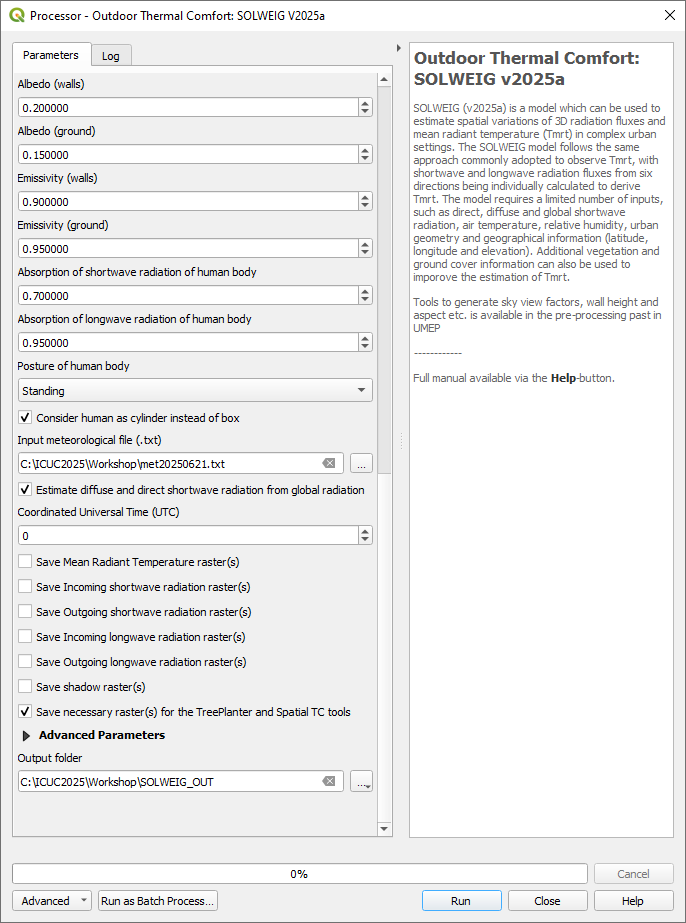 Processor - Outdoor Thermal Comfort: SOLWEIG V2025a
Parameters
Log
Albedo (walls)
0.200000
Albedo (ground)
0.150000
Emissivity (walls)
0.900000
Emissivity (ground)
0.950000
Absorption of shortwave radiation of human body
0.700000
Absorption of longwave radiation of human body
0.950000
Posture of human body
Standing
Consider human as cylinder instead of box
Input meteorological file (.txt)
C:\ICUC2025\Workshop\met20250621.txt
...
Estimate diffuse and direct shortwave radiation from global radiation
Coordinated Universal Time (UTC)
0
Save Mean Radiant Temperature raster(s)
Save Incoming shortwave radiation raster(s)
Save Outgoing shortwave radiation raster(s)
Save Incoming longwave radiation raster(s)
Save Outgoing longwave radiation raster(s)
Save shadow raster(s)
Save necessary raster(s) for the TreePlanter and Spatial TC tools
Advanced Parameters
Output folder
C:\ICUC2025\Workshop\SOLWEIG_OUT
...
Outdoor Thermal Comfort:
SOLWEIG v2025a
SOLWEIG (v2025a) is a model which can be used to
estimate spatial variations of 3D radiation fluxes and
mean radiant temperature (Tmrt) in complex urban
settings. The SOLWEIG model follows the same
approach commonly adopted to observe Tmrt, with
shortwave and longwave radiation fluxes from six
directions being individually calculated to derive
Tmrt. The model requires a limited number of inputs,
such as direct, diffuse and global shortwave
radiation, air temperature, relative humidity, urban
geometry and geographical information (latitude,
longitude and elevation). Additional vegetation and
ground cover information can also be used to
imporove the estimation of Tmrt.
Tools to generate sky view factors, wall height and
aspect etc. is available in the pre-processing past in
UMEP
------------
Full manual available via the Help-button.
0%
Cancel
Advanced
Run as Batch Process...
Run
Close
Help